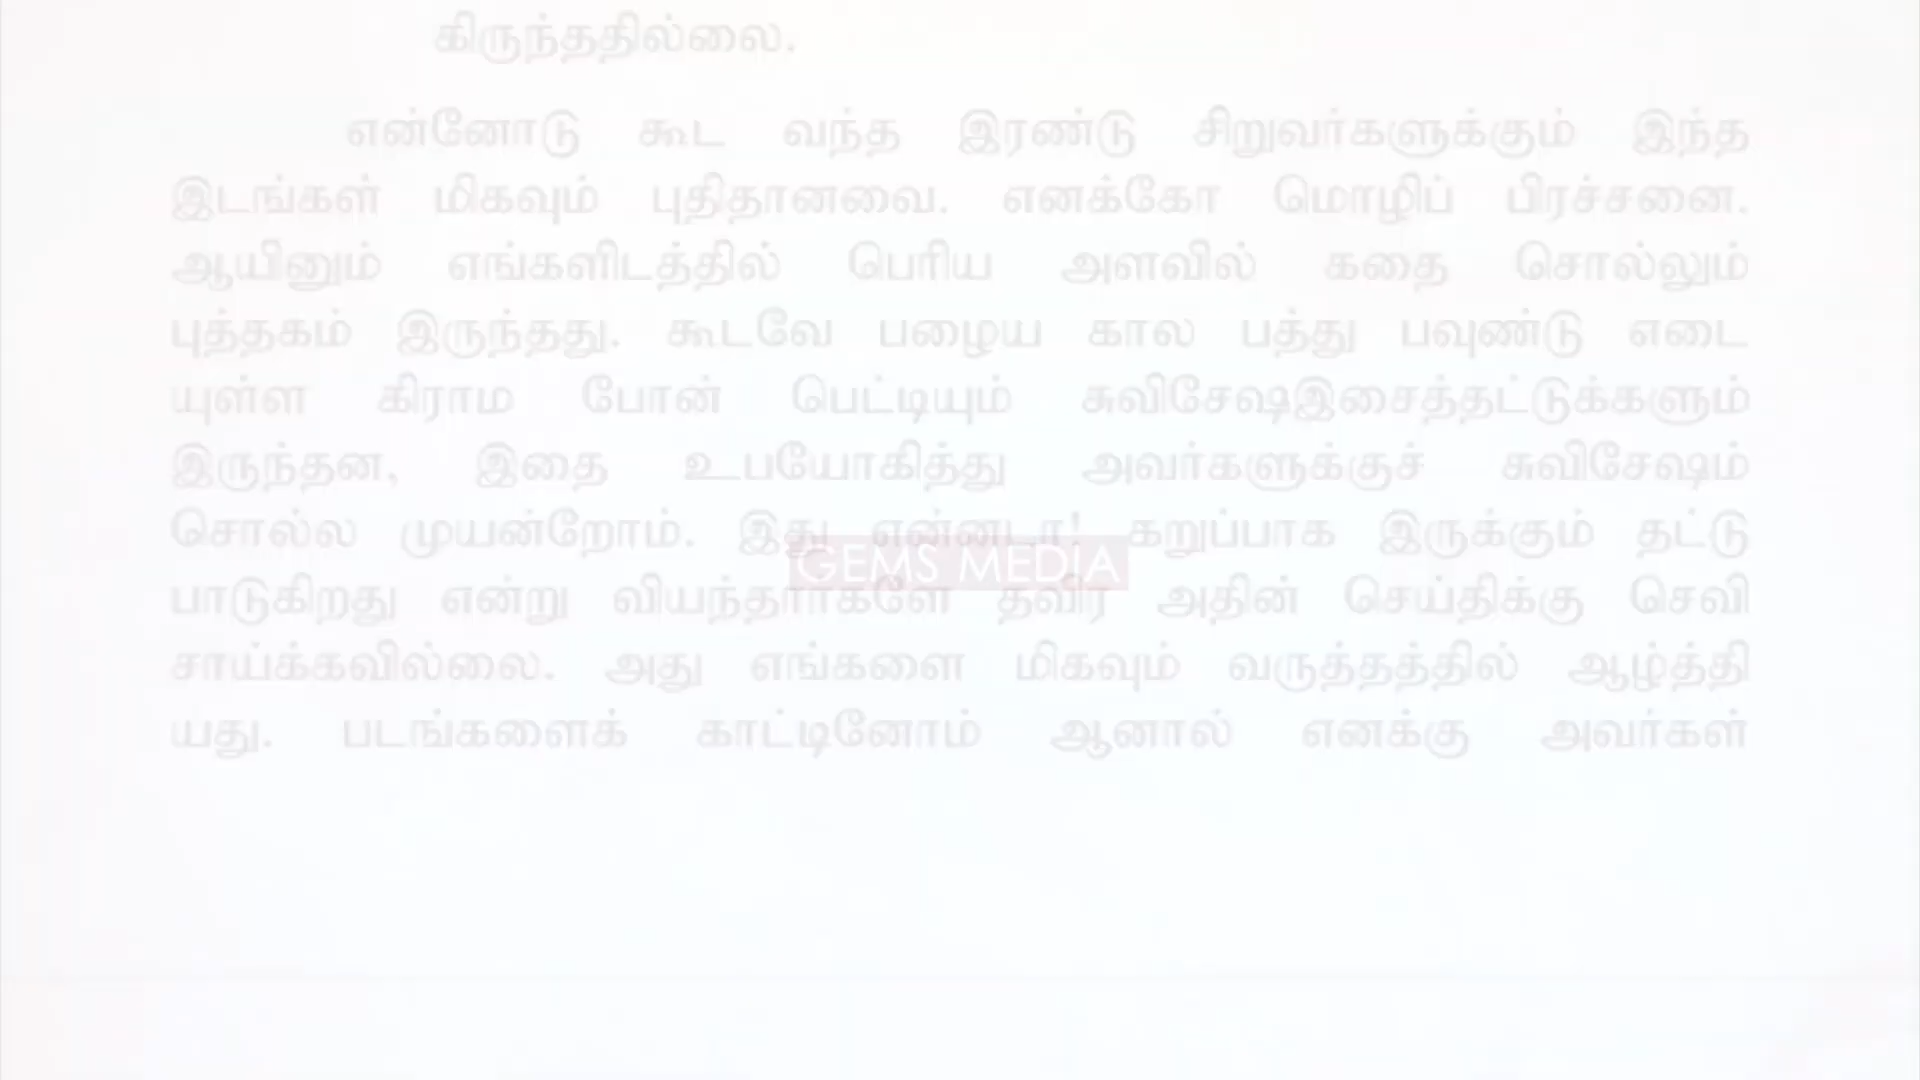 கிருந்ததில்லை.
என்னோடு கூட வந்த இரண்டு சிறுவர்களுக்கும் இந்த
இடங்கள் மிகவும் புதிதானவை. எனக்கோ மொழிப் பிரச்சனை.
ஆயினும் எங்களிடத்தில் பெரிய அளவில் கதை சொல்லும்
புத்தகம் இருந்தது. கூடவே பழைய கால பத்து பவுண்டு எடை
யுள்ள கிராம போன் பெட்டியும் சுவிசேஷஇசைத்தட்டுக்களும்
இருந்தன, இதை உபயோகித்து அவர்களுக்குச் சுவிசேஷம்
சொல்ல முயன்றோம். இது என்னடா! கறுப்பாக இருக்கும் தட்டு
GEMS MEDIA
பாடுகிறது என்று வியந்தார்களே தவிர அதின் செய்திக்கு செவி
சாய்க்கவில்லை. அது எங்களை மிகவும் வருத்தத்தில் ஆழ்த்தி
யது. படங்களைக் காட்டினோம் ஆனால் எனக்கு அவர்கள்